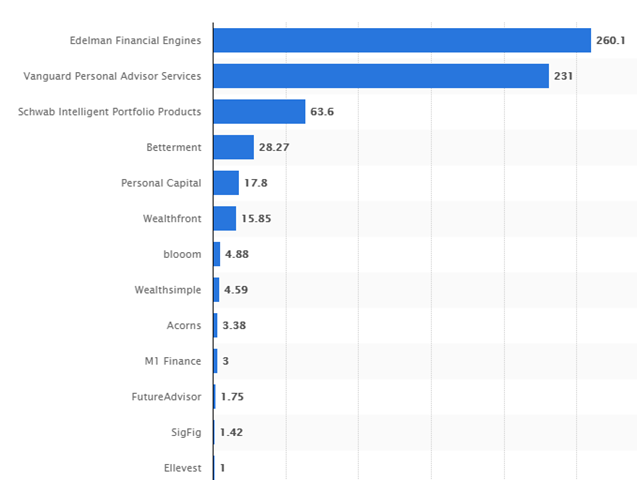 Edelman Financial Engines 260.1
Vanguard Personal Advisor Services 231
Schwab Intelligent Portfolio Products 63.6
Betterment 28.27
Personal Capital 17.8
Wealthfront 15.85
blooom 4.88
Wealthsimple 4.59
Acorns 3.38
M1 Finance 3
FutureAdvisor 1.75
SigFig 1.42
Ellevest 1